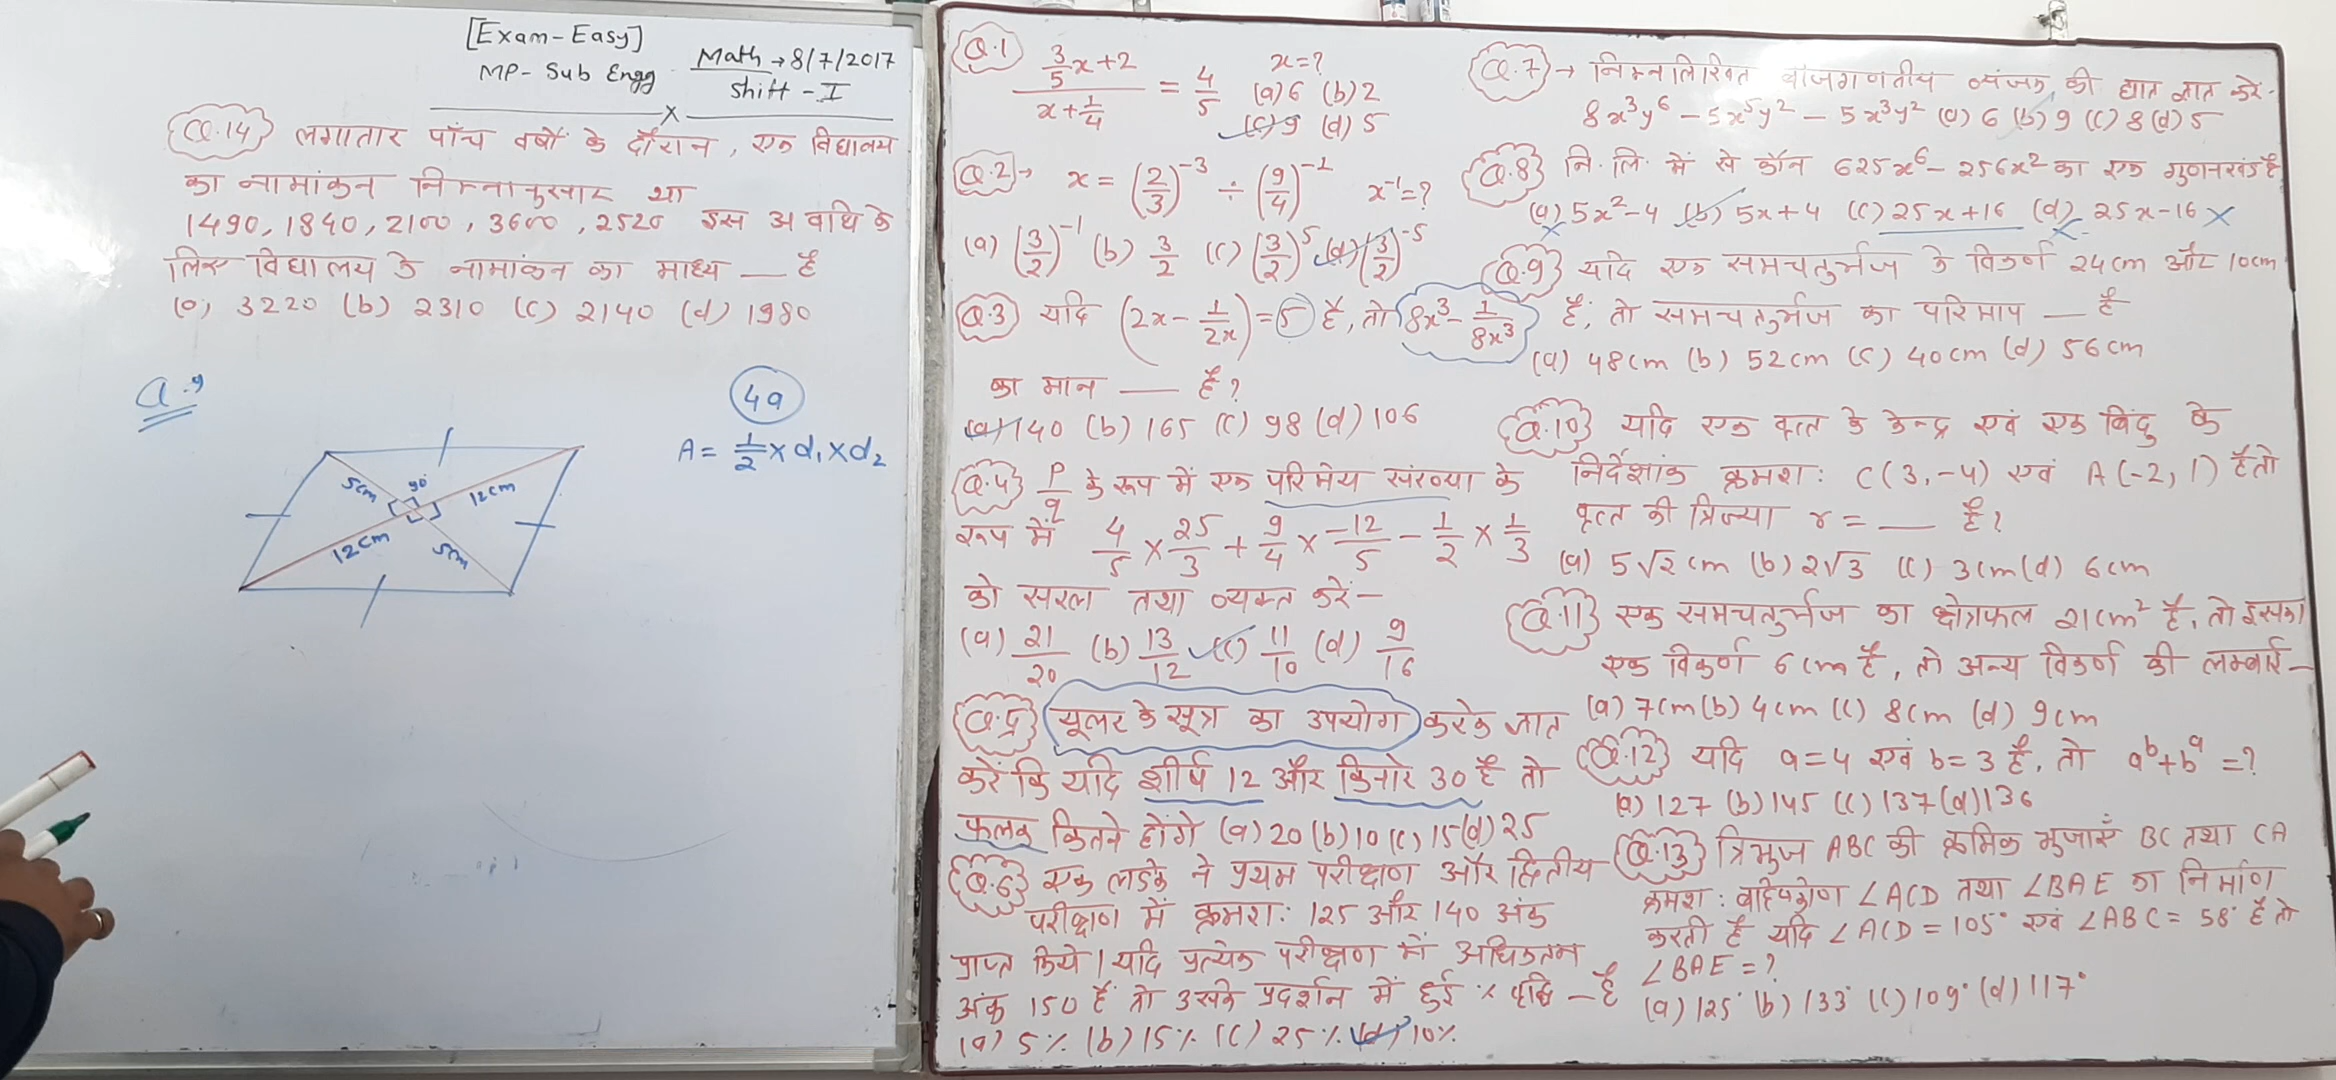 [Exam-Easy]
MP- Sub Engg. Math → 8/7/2017
Shift - I
x
Q.14 लगातार पाँच वर्षों के दौरान, एक विद्यालय
का नामांकन निम्नानुसार था
1490, 1840, 2100, 3600, 2520 इस अवधि के
लिए विद्यालय के नामांकन का माध्य — है
(a) 3220 (b) 2310 (c) 2140 (d) 1980
Q.9
4a
A = 1/2 × d₁ × d₂
5cm 90° 12cm
12cm 5cm
Q.1 (3/5 x + 2)/(x + 1/4) = 4/5 x = ?
(a) 6 (b) 2
(c) 9 (d) 5
Q.2 → x = (2/3)⁻³ ÷ (9/4)⁻¹ x⁻¹ = ?
(a) (3/2)⁻¹ (b) 3/2 (c) (3/2)⁵ (d) (3/2)⁻⁵
Q.3 यदि (2x - 1/2x) = 5 है, तो 8x³ - 1/8x³
का मान — है?
(a) 140 (b) 165 (c) 98 (d) 106
Q.4 P/q के रूप में एक परिमेय संख्या के
रूप में 4/5 × 25/3 + 9/4 × -12/5 - 1/2 × 1/3
को सरल तथा व्यक्त करें -
(a) 21/20 (b) 13/12 (c) 11/10 (d) 9/16
Q.5 यूलर के सूत्र का उपयोग करके ज्ञात
करें कि यदि शीर्ष 12 और किनारे 30 है तो
फलक कितने होंगे (a) 20 (b) 10 (c) 15 (d) 25
Q.6 एक लडके ने प्रथम परीक्षण और द्वितीय
परीक्षण में क्रमश: 125 और 140 अंक
प्राप्त किये। यदि प्रत्येक परीक्षण में अधिकतम
अंक 150 हैं तो उसके प्रदर्शन में हुई % वृद्धि — है
(a) 5% (b) 15% (c) 25% (d) 10%
Q.7 → निम्नलिखित बीजगणितीय व्यंजक की घात ज्ञात करें -
8x³y⁶ - 5x⁵y² - 5x³y² (a) 6 (b) 9 (c) 8 (d) 5
Q.8 नि. लि. में से कौन 625x⁶ - 256x² का एक गुणनखंड है
(a) 5x² - 4 (b) 5x + 4 (c) 25x + 16 (d) 25x - 16 x
Q.9 यदि एक समचतुर्भुज के विकर्ण 24cm और 10cm
है, तो समचतुर्भुज का परिमाप — है
(a) 48cm (b) 52cm (c) 40cm (d) 56cm
Q.10 यदि एक वृत्त के केन्द्र एवं एक बिंदु के
निर्देशांक क्रमश: C(3, -4) एवं A(-2, 1) है तो
वृत्त की त्रिज्या r = — है?
(a) 5√2 cm (b) 2√3 (c) 3cm (d) 6cm
Q.11 एक समचतुर्भुज का क्षेत्रफल 21cm² है, तो इसका
एक विकर्ण 6cm है, तो अन्य विकर्ण की लम्बाई -
(a) 7cm (b) 4cm (c) 8cm (d) 9cm
Q.12 यदि a = 4 एवं b = 3 है, तो aᵇ + bᵃ = ?
(a) 127 (b) 145 (c) 137 (d) 136
Q.13 त्रिभुज ABC की क्रमिक भुजाएँ BC तथा CA
क्रमश: बहिष्कोण ∠ACD तथा ∠BAE का निर्माण
करती है यदि ∠ACD = 105° एवं ∠ABC = 58° है तो
∠BAE = ?
(a) 125° (b) 133° (c) 109° (d) 117°